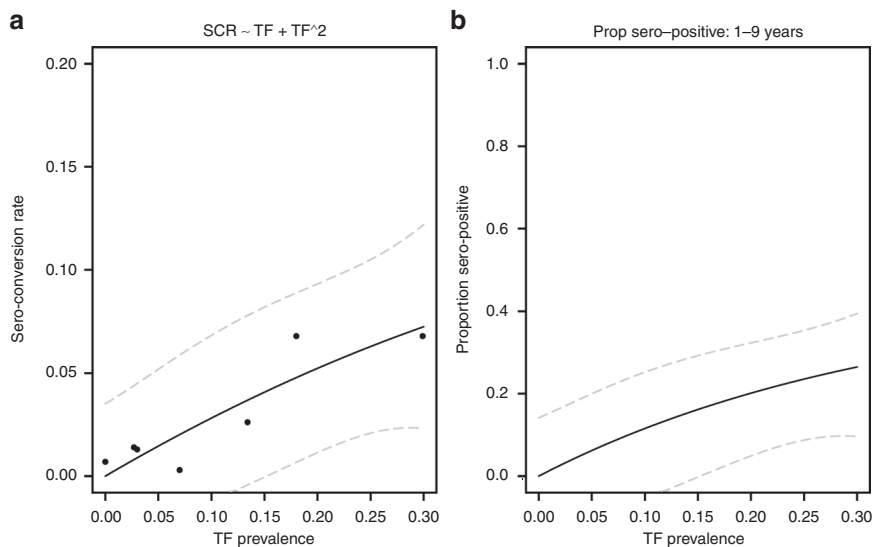 a
SCR ~ TF + TF^2
0.20
0.15
0.10
0.05
0.00
Sero-conversion rate
0.00 0.05 0.10 0.15 0.20 0.25 0.30
TF prevalence
b
Prop sero–positive: 1–9 years
1.0
0.8
0.6
0.4
0.2
0.0
Proportion sero-positive
0.00 0.05 0.10 0.15 0.20 0.25 0.30
TF prevalence